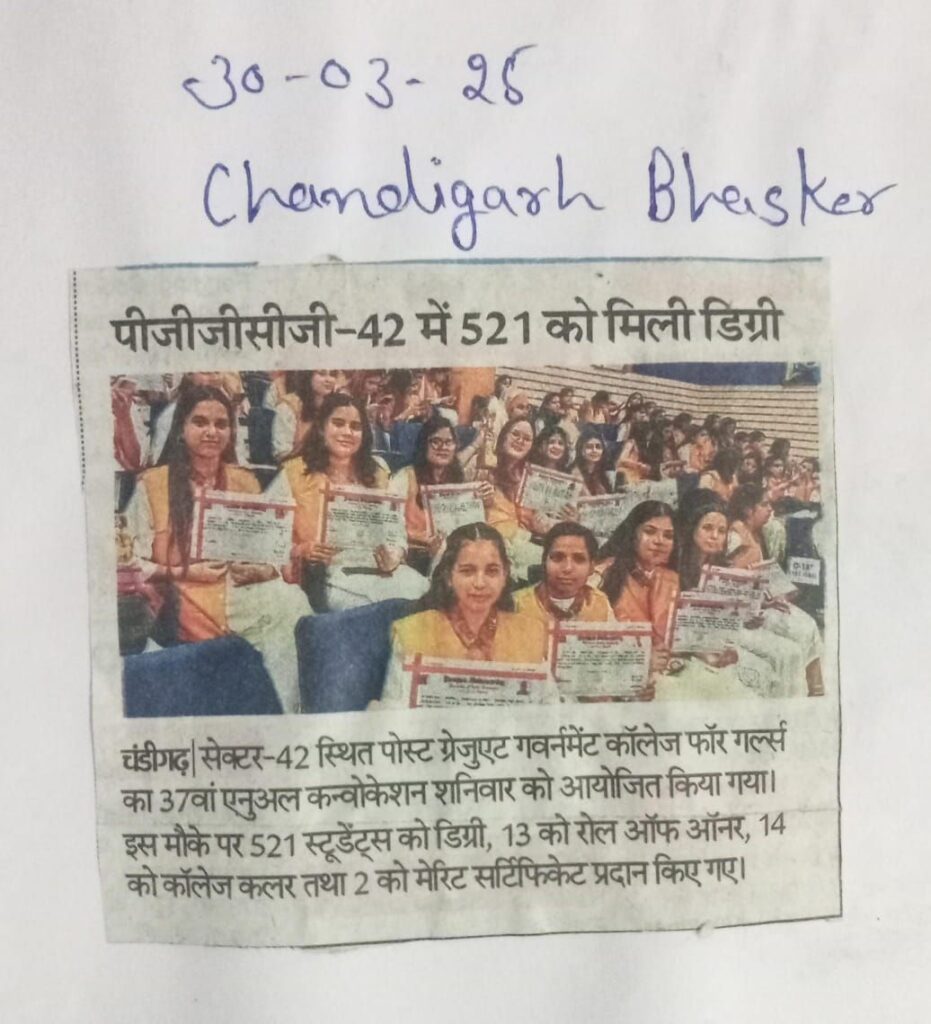 30-03-25
Chandigarh Bhasker
पीजीजीसीजी-42 में 521 को मिली डिग्री
चंडीगढ़| सेक्टर-42 स्थित पोस्ट ग्रेजुएट गवर्नमेंट कॉलेज फॉर गर्ल्स
का 37वां एनुअल कन्वोकेशन शनिवार को आयोजित किया गया।
इस मौके पर 521 स्टूडेंट्स को डिग्री, 13 को रोल ऑफ ऑनर, 14
को कॉलेज कलर तथा 2 को मेरिट सर्टिफिकेट प्रदान किए गए।